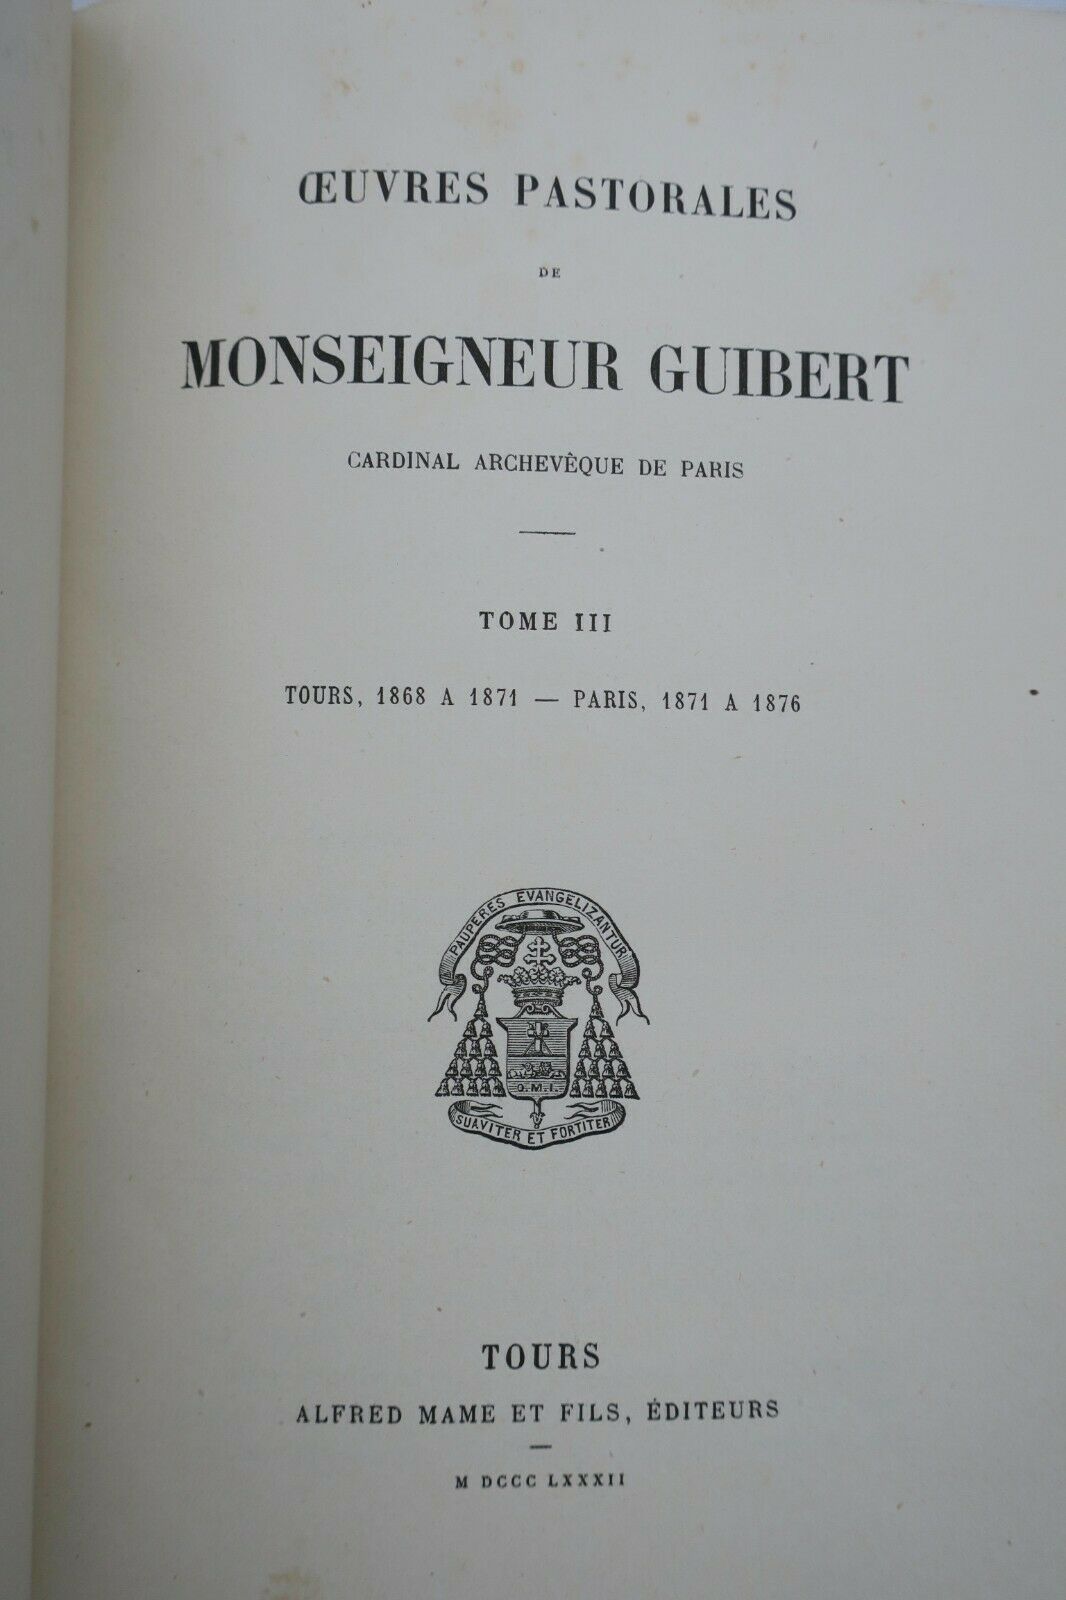 ŒUVRES PASTORALES
DE
MONSEIGNEUR GUIBERT
CARDINAL ARCHEVÊQUE DE PARIS
TOME III
TOURS, 1868 A 1871 — PARIS, 1871 A 1876
PAUPERES EVANGELIZANTUR
O.M.I.
SUAVITER ET FORTITER
TOURS
ALFRED MAME ET FILS, ÉDITEURS
M DCCC LXXXII